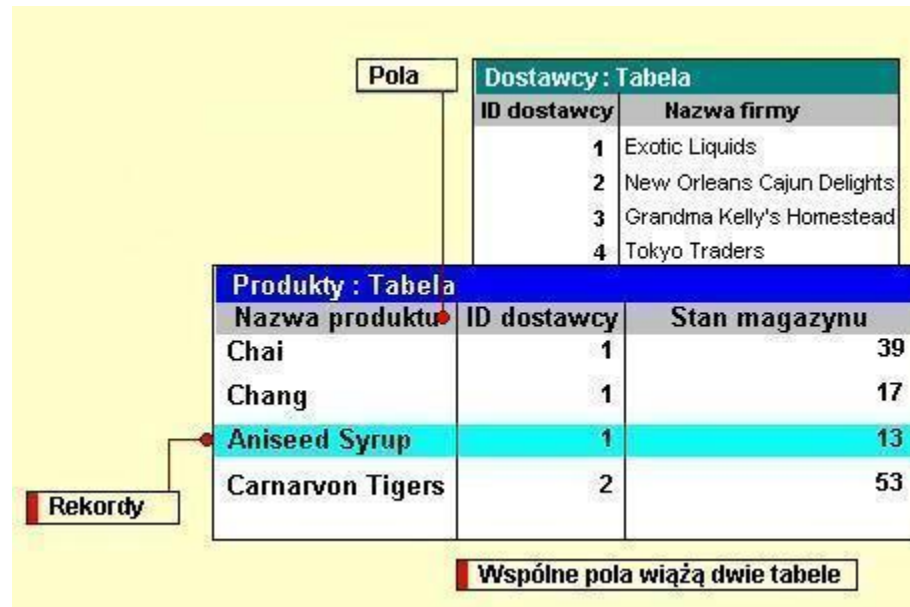 Pola
Dostawcy : Tabela
ID dostawcy Nazwa firmy
1 Exotic Liquids
2 New Orleans Cajun Delights
3 Grandma Kelly's Homestead
4 Tokyo Traders
Produkty : Tabela
Nazwa produktu ID dostawcy Stan magazynu
Chai 1 39
Chang 1 17
Aniseed Syrup 1 13
Carnarvon Tigers 2 53
Rekordy
Wspólne pola wiążą dwie tabele